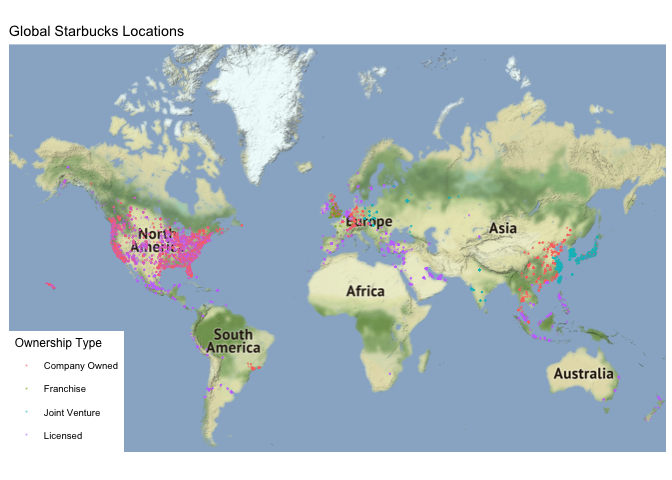 Global Starbucks Locations
North
America
Europe
Asia
Africa
South
America
Australia
Ownership Type
Company Owned
Franchise
Joint Venture
Licensed